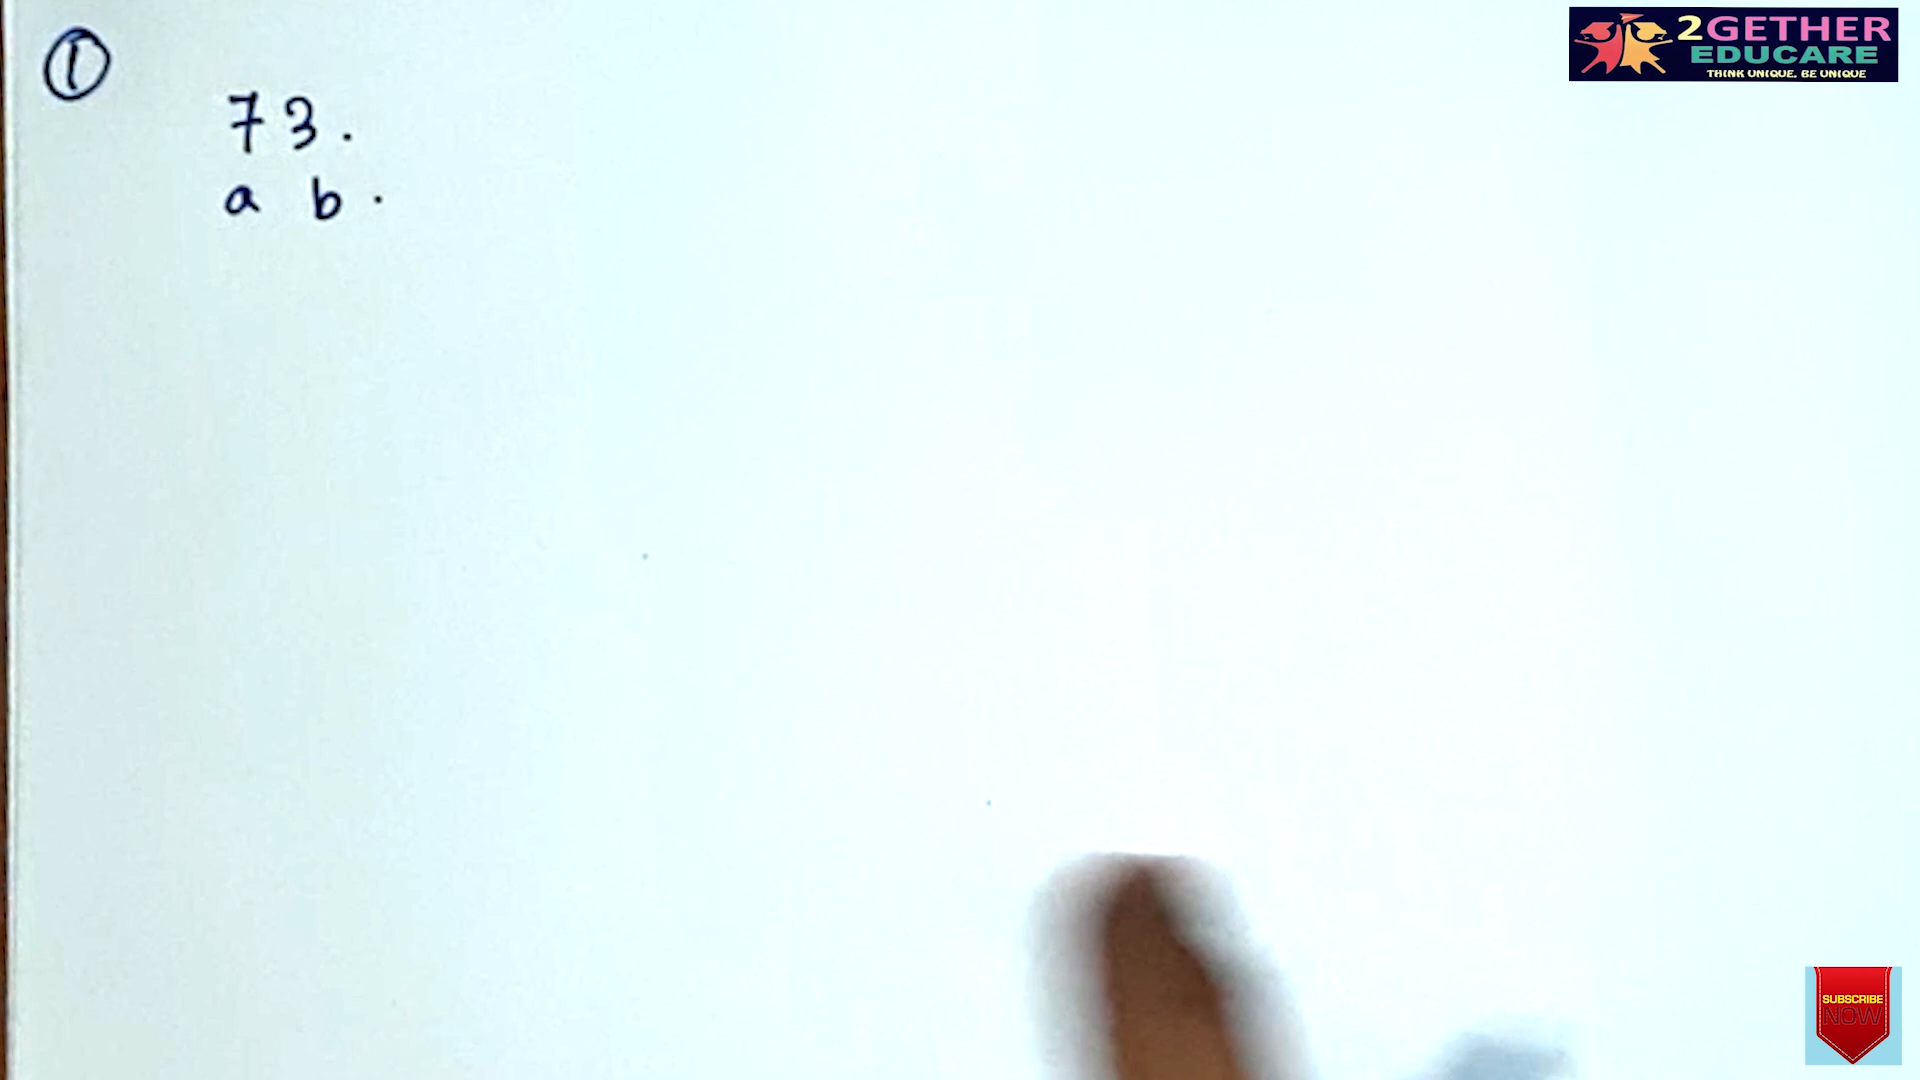 ①
73.
a b.
2GETHER
EDUCARE
THINK UNIQUE, BE UNIQUE
SUBSCRIBE
NOW